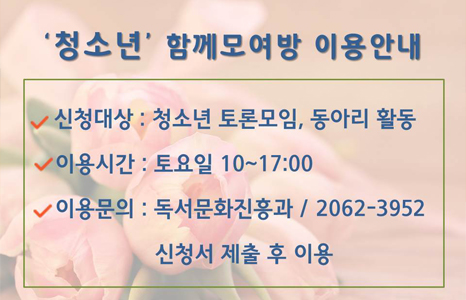 ‘청소년’ 함께모여방 이용안내
신청대상 : 청소년 토론모임, 동아리 활동
이용시간 : 토요일 10~17:00
이용문의 : 독서문화진흥과 / 2062-3952
신청서 제출 후 이용